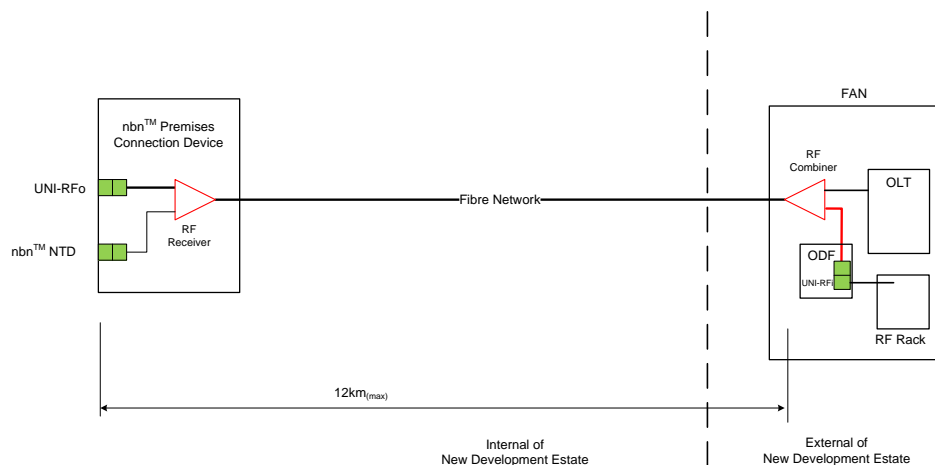 FAN
nbn™ Premises
Connection Device
RF
Combiner
OLT
UNI-RFo
Fibre Network
RF
Receiver
nbn™ NTD
ODF
UNI-RFi
RF Rack
12km(max)
Internal of
New Development Estate
External of
New Development Estate